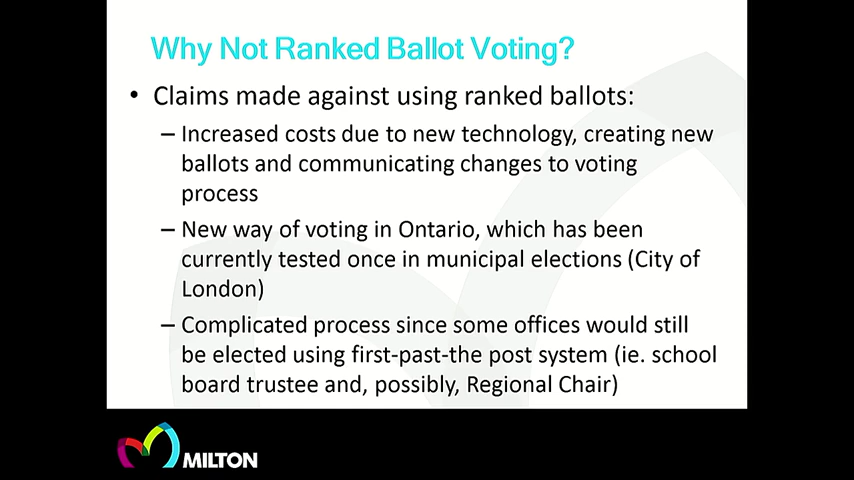 Why Not Ranked Ballot Voting?
• Claims made against using ranked ballots:
– Increased costs due to new technology, creating new
ballots and communicating changes to voting
process
– New way of voting in Ontario, which has been
currently tested once in municipal elections (City of
London)
– Complicated process since some offices would still
be elected using first-past-the post system (ie. school
board trustee and, possibly, Regional Chair)
MILTON